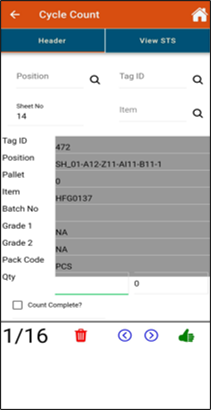 Cycle Count
Header View STS
Position Tag ID
Sheet No
14 Item
Tag ID 472
Position SH_01-A12-Z11-AI11-B11-1
Pallet 0
Item HFG0137
Batch No
Grade 1 NA
Grade 2 NA
Pack Code PCS
Qty 0
Count Complete?
1/16